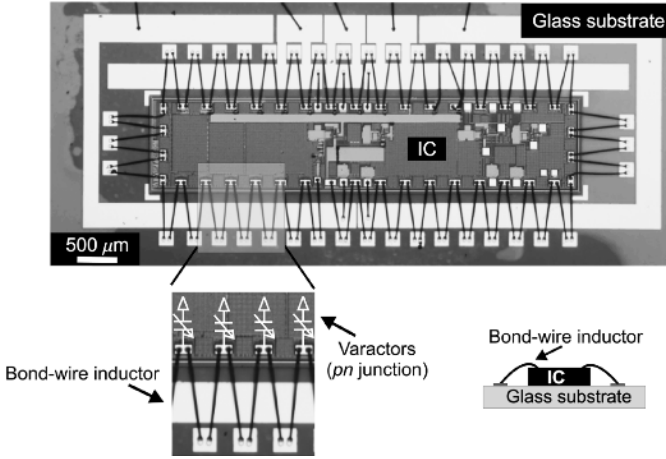 Glass substrate
IC
500 μm
Varactors
(pn junction)
Bond-wire inductor
Bond-wire inductor
IC
Glass substrate